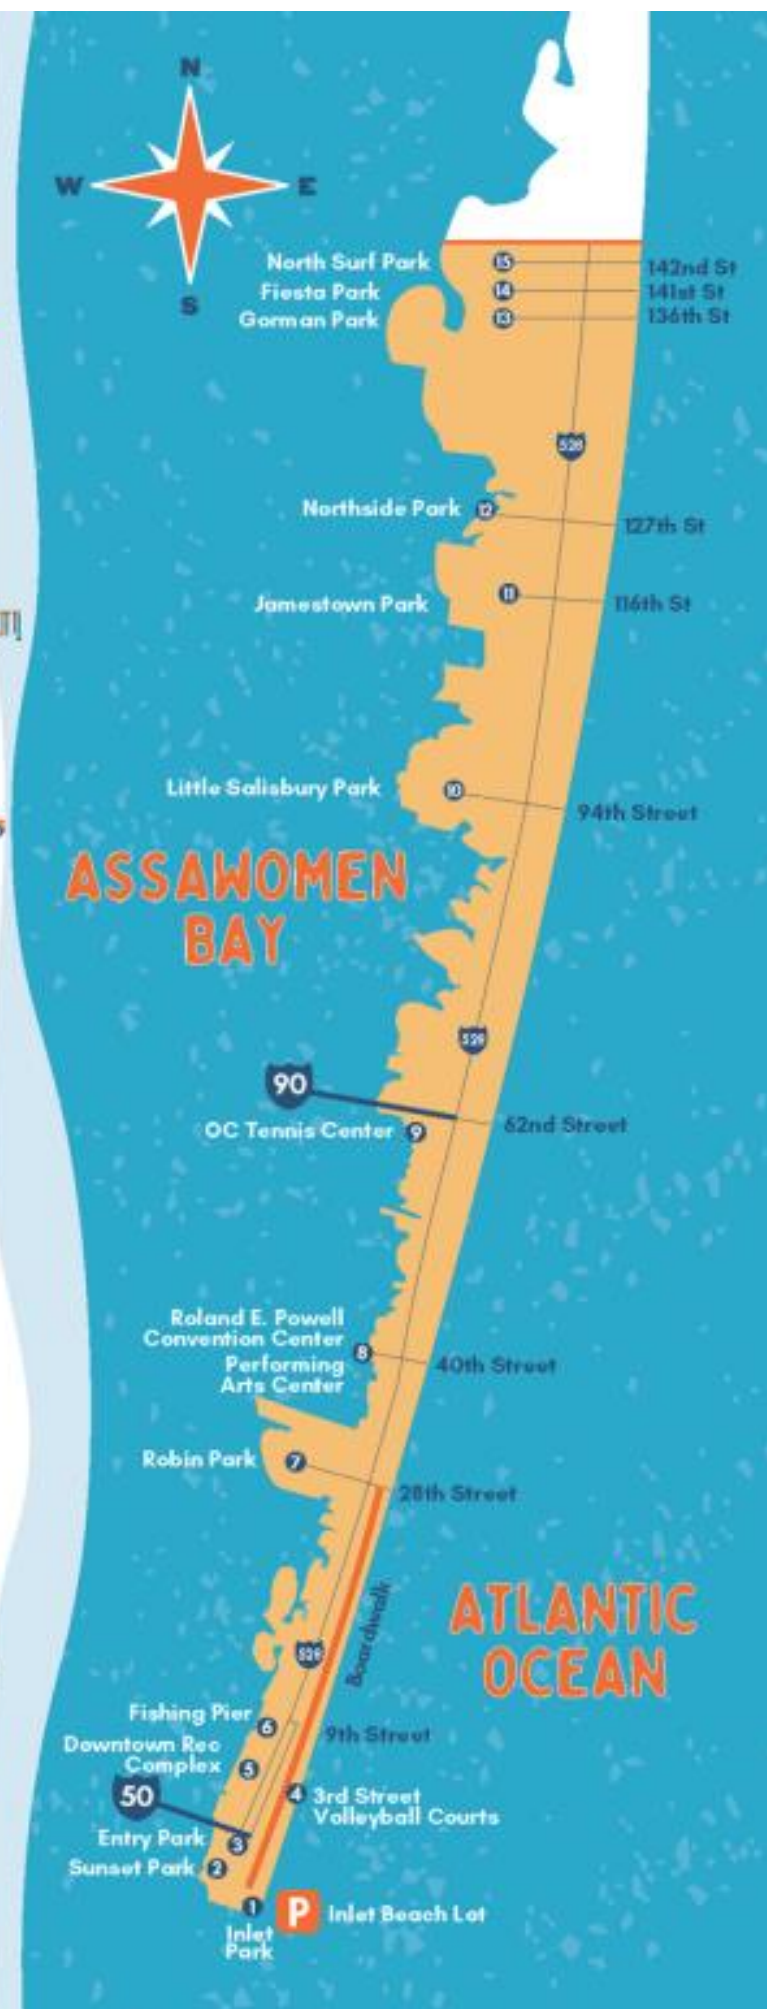 N
W E
S
North Surf Park 15 142nd St
Fiesta Park 14 141st St
Gorman Park 13 136th St
528
Northside Park 12 127th St
Jamestown Park 11 116th St
Little Salisbury Park 10 94th Street
ASSAWOMEN
BAY
528
90
OC Tennis Center 9 62nd Street
Roland E. Powell
Convention Center
Performing
Arts Center
8 40th Street
Robin Park 7 28th Street
Boardwalk
ATLANTIC
OCEAN
528
Fishing Pier 6 9th Street
Downtown Rec
Complex 5
50
4 3rd Street
Volleyball Courts
Entry Park 3
Sunset Park 2
1 P Inlet Beach Lot
Inlet
Park